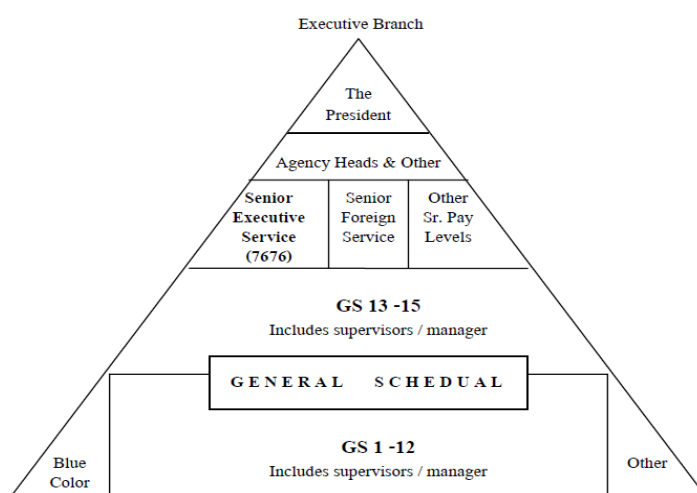 Executive Branch
The
President
Agency Heads & Other
Senior
Executive
Service
(7676)
Senior
Foreign
Service
Other
Sr. Pay
Levels
GS 13 -15
Includes supervisors / manager
GENERAL SCHEDUAL
GS 1 -12
Includes supervisors / manager
Blue
Color
Other